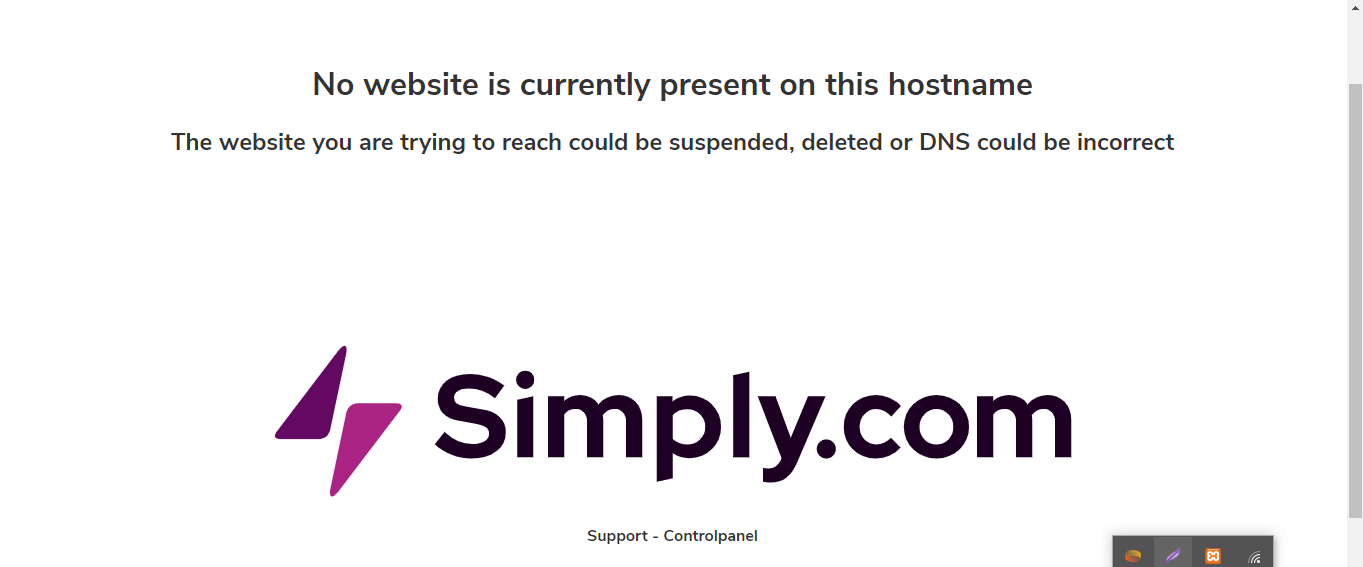 No website is currently present on this hostname
The website you are trying to reach could be suspended, deleted or DNS could be incorrect
Simply.com
Support - Controlpanel